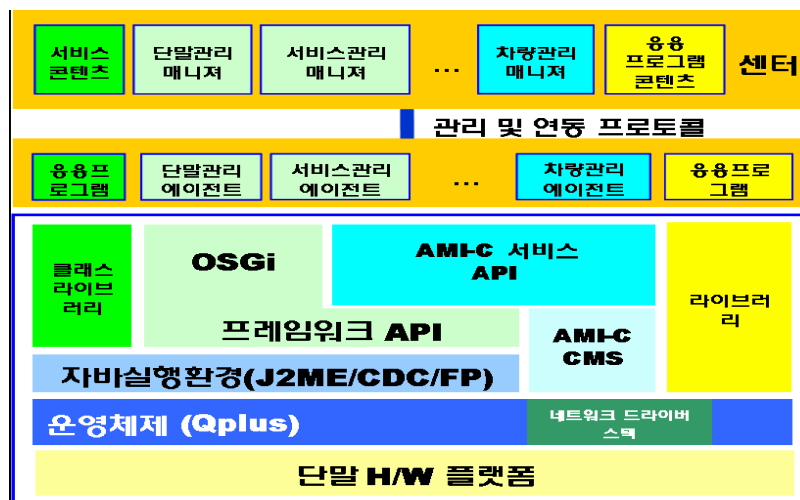 서비스
콘텐츠
단말관리
매니져
서비스관리
매니져
...
차량관리
매니져
응용
프로그램
콘텐츠
센터
관리 및 연동 프로토콜
응용프
로그램
단말관리
에이전트
서비스관리
에이전트
...
차량관리
에이전트
응용프로
그램
클래스
라이브
러리
OSGi
프레임워크 API
AMI-C 서비스
API
AMI-C
CMS
라이브러
리
자바실행환경(J2ME/CDC/FP)
운영체제 (Qplus)
네트워크 드라이버
스택
단말 H/W 플랫폼